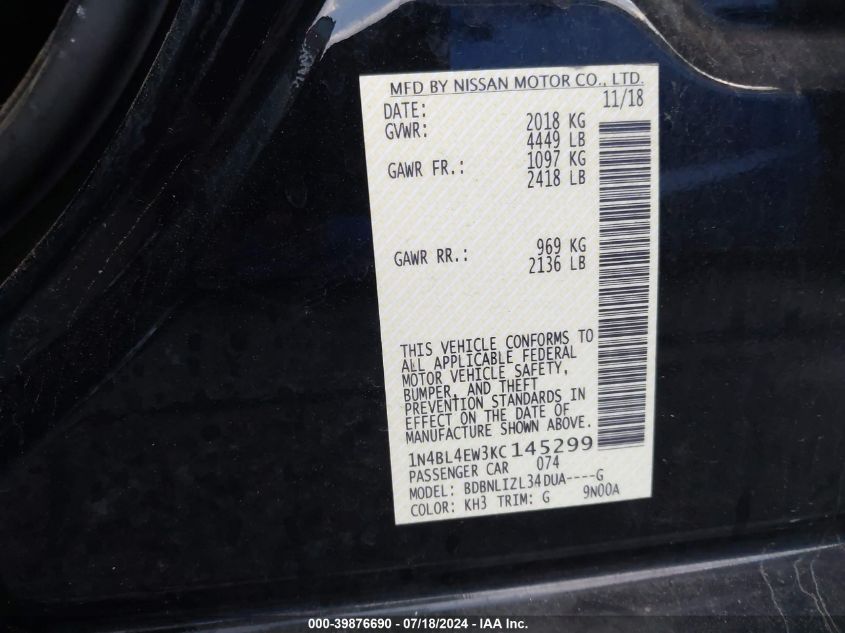 MFD BY NISSAN MOTOR CO., LTD.
DATE: 11/18
GVWR: 2018 KG
4449 LB
GAWR FR.: 1097 KG
2418 LB
GAWR RR.: 969 KG
2136 LB
THIS VEHICLE CONFORMS TO
ALL APPLICABLE FEDERAL
MOTOR VEHICLE SAFETY,
BUMPER, AND THEFT
PREVENTION STANDARDS IN
EFFECT ON THE DATE OF
MANUFACTURE SHOWN ABOVE.
1N4BL4EW3KC145299
PASSENGER CAR 074
MODEL: BDBNLIZL34DUA----G
COLOR: KH3 TRIM: G 9N00A
000-39876690 - 07/18/2024 - IAA Inc.